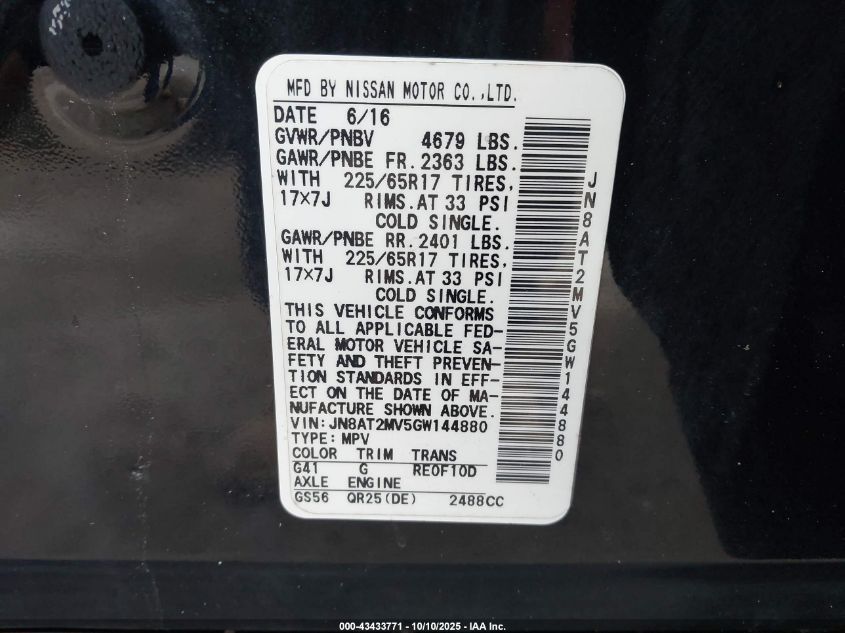 MFD BY NISSAN MOTOR CO.,LTD.
DATE 6/16
GVWR/PNBV 4679 LBS.
GAWR/PNBE FR. 2363 LBS.
WITH 225/65R17 TIRES,
17×7J RIMS. AT 33 PSI
COLD SINGLE.
GAWR/PNBE RR. 2401 LBS.
WITH 225/65R17 TIRES,
17×7J RIMS. AT 33 PSI
COLD SINGLE.
THIS VEHICLE CONFORMS
TO ALL APPLICABLE FED-
ERAL MOTOR VEHICLE SA-
FETY AND THEFT PREVEN-
TION STANDARDS IN EFF-
ECT ON THE DATE OF MA-
NUFACTURE SHOWN ABOVE.
VIN: JN8AT2MV5GW144880
TYPE: MPV
COLOR TRIM TRANS
G41 G RE0F10D
AXLE ENGINE
GS56 QR25(DE) 2488CC
JN8AT2MV5GW144880
000-43433771 - 10/10/2025 - IAA Inc.